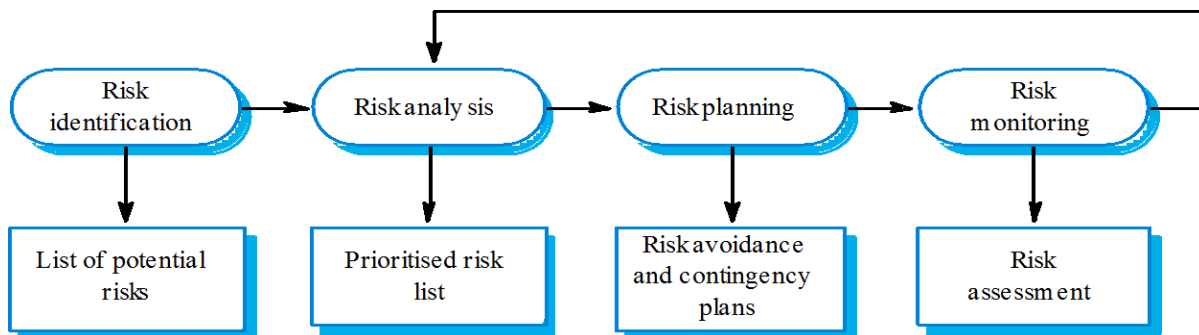 Risk
identification
Risk analysis
Risk planning
Risk
monitoring
List of potential
risks
Prioritised risk
list
Risk avoidance
and contingency
plans
Risk
assessment